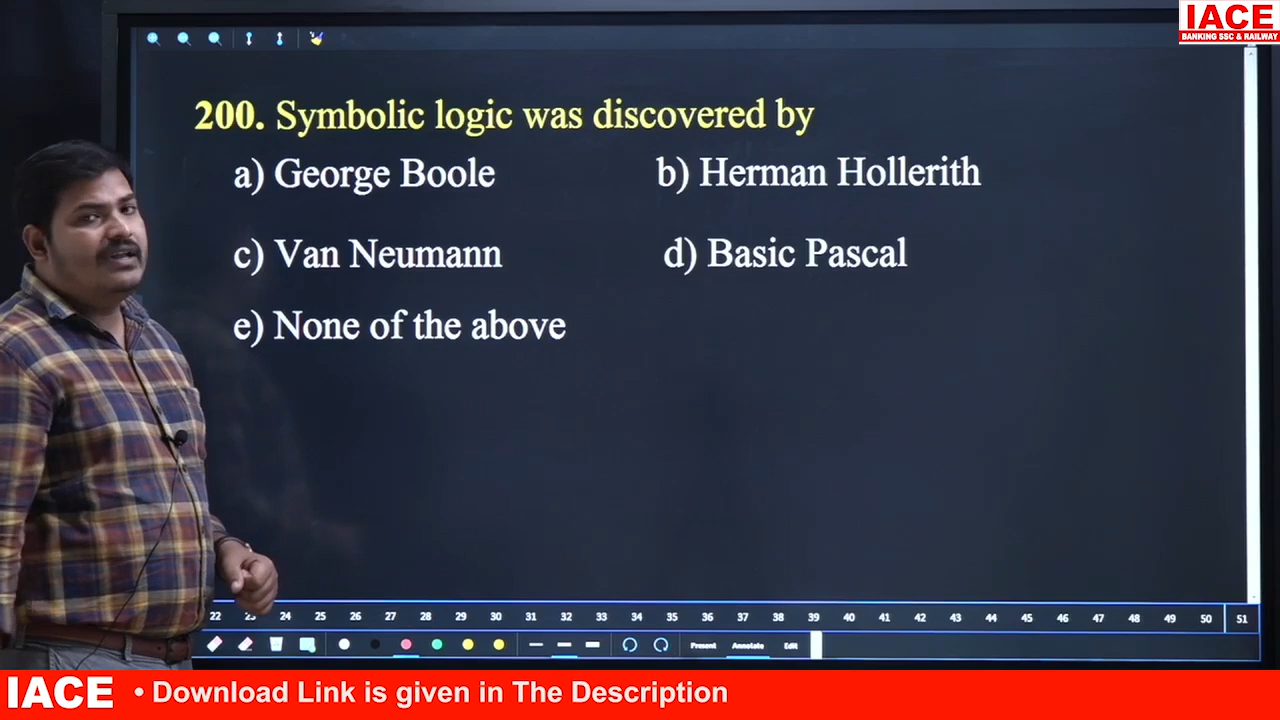 IACE
BANKING SSC & RAILWAY
200. Symbolic logic was discovered by
a) George Boole
b) Herman Hollerith
c) Van Neumann
d) Basic Pascal
e) None of the above
22 23 24 25 26 27 28 29 30 31 32 33 34 35 36 37 38 39 40 41 42 43 44 45 46 47 48 49 50 51
Present Annotate Edit
IACE • Download Link is given in The Description